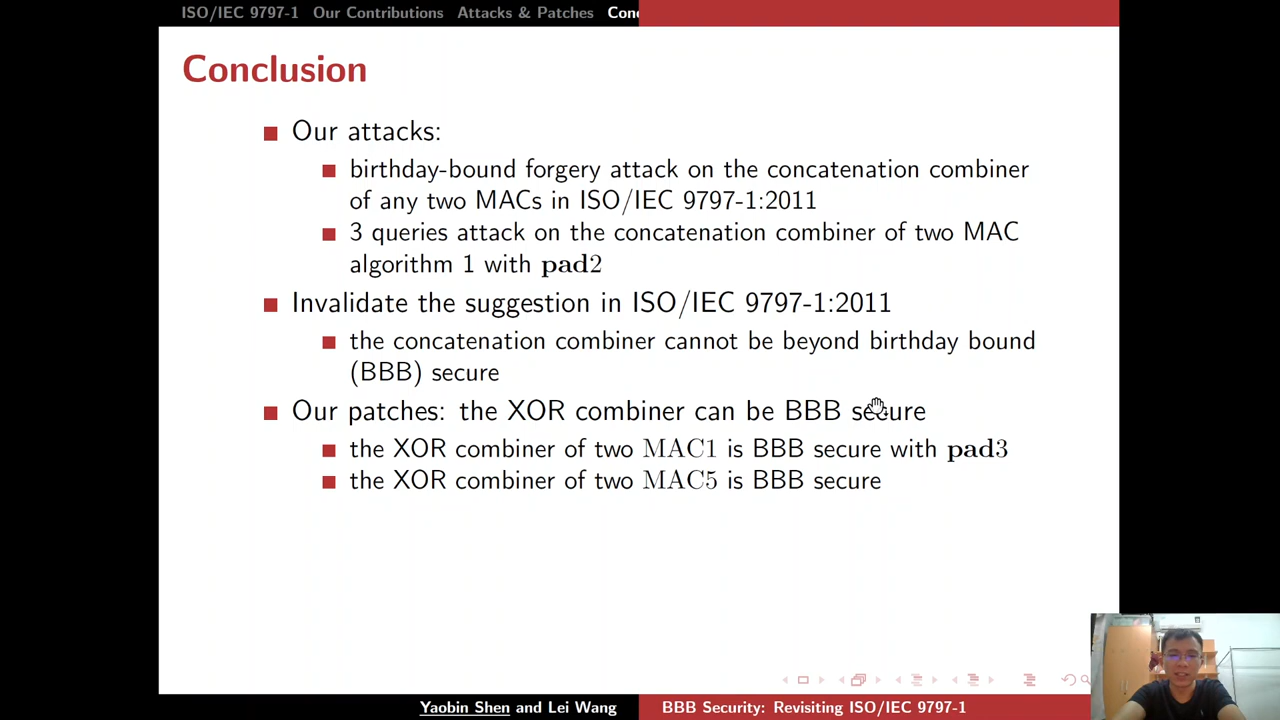 ISO/IEC 9797-1 Our Contributions Attacks & Patches Conc
Conclusion
Our attacks:
birthday-bound forgery attack on the concatenation combiner
of any two MACs in ISO/IEC 9797-1:2011
3 queries attack on the concatenation combiner of two MAC
algorithm 1 with pad2
Invalidate the suggestion in ISO/IEC 9797-1:2011
the concatenation combiner cannot be beyond birthday bound
(BBB) secure
Our patches: the XOR combiner can be BBB secure
the XOR combiner of two MAC1 is BBB secure with pad3
the XOR combiner of two MAC5 is BBB secure
Yaobin Shen and Lei Wang BBB Security: Revisiting ISO/IEC 9797-1